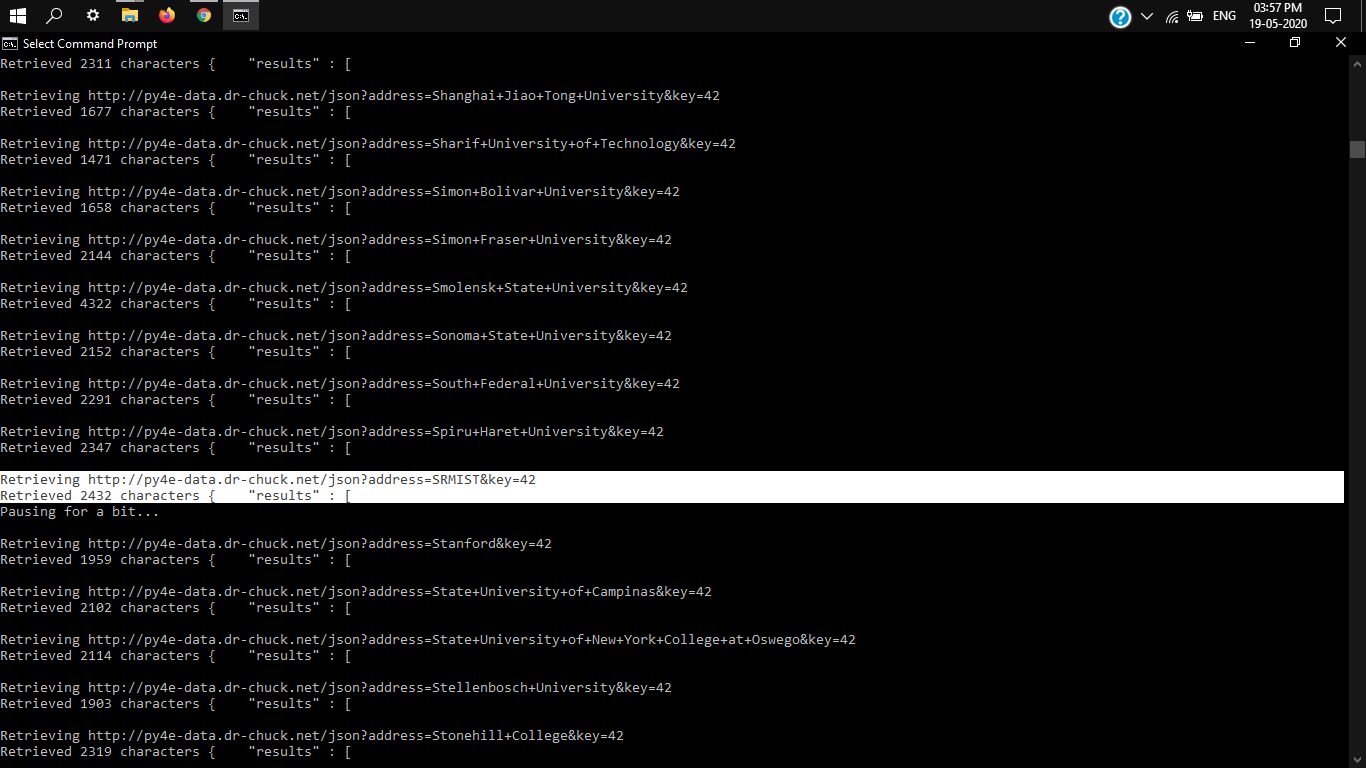 ENG
03:57 PM
19-05-2020
Select Command Prompt
Retrieved 2311 characters {    "results" : [
Retrieving http://py4e-data.dr-chuck.net/json?address=Shanghai+Jiao+Tong+University&key=42
Retrieved 1677 characters {    "results" : [
Retrieving http://py4e-data.dr-chuck.net/json?address=Sharif+University+of+Technology&key=42
Retrieved 1471 characters {    "results" : [
Retrieving http://py4e-data.dr-chuck.net/json?address=Simon+Bolivar+University&key=42
Retrieved 1658 characters {    "results" : [
Retrieving http://py4e-data.dr-chuck.net/json?address=Simon+Fraser+University&key=42
Retrieved 2144 characters {    "results" : [
Retrieving http://py4e-data.dr-chuck.net/json?address=Smolensk+State+University&key=42
Retrieved 4322 characters {    "results" : [
Retrieving http://py4e-data.dr-chuck.net/json?address=Sonoma+State+University&key=42
Retrieved 2152 characters {    "results" : [
Retrieving http://py4e-data.dr-chuck.net/json?address=South+Federal+University&key=42
Retrieved 2291 characters {    "results" : [
Retrieving http://py4e-data.dr-chuck.net/json?address=Spiru+Haret+University&key=42
Retrieved 2347 characters {    "results" : [
Retrieving http://py4e-data.dr-chuck.net/json?address=SRMIST&key=42
Retrieved 2432 characters {    "results" : [
Pausing for a bit...
Retrieving http://py4e-data.dr-chuck.net/json?address=Stanford&key=42
Retrieved 1959 characters {    "results" : [
Retrieving http://py4e-data.dr-chuck.net/json?address=State+University+of+Campinas&key=42
Retrieved 2102 characters {    "results" : [
Retrieving http://py4e-data.dr-chuck.net/json?address=State+University+of+New+York+College+at+Oswego&key=42
Retrieved 2114 characters {    "results" : [
Retrieving http://py4e-data.dr-chuck.net/json?address=Stellenbosch+University&key=42
Retrieved 1903 characters {    "results" : [
Retrieving http://py4e-data.dr-chuck.net/json?address=Stonehill+College&key=42
Retrieved 2319 characters {    "results" : [